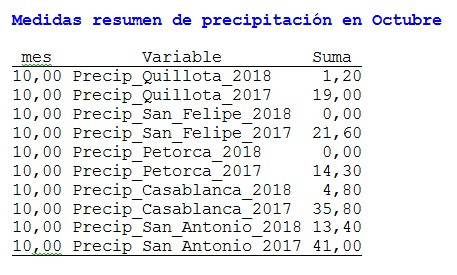 Medidas resumen de precipitación en Octubre
mes Variable Suma
10,00 Precip_Quillota_2018 1,20
10,00 Precip_Quillota_2017 19,00
10,00 Precip_San_Felipe_2018 0,00
10,00 Precip_San_Felipe_2017 21,60
10,00 Precip_Petorca_2018 0,00
10,00 Precip_Petorca_2017 14,30
10,00 Precip_Casablanca_2018 4,80
10,00 Precip_Casablanca_2017 35,80
10,00 Precip_San_Antonio_2018 13,40
10,00 Precip_San_Antonio_2017 41,00